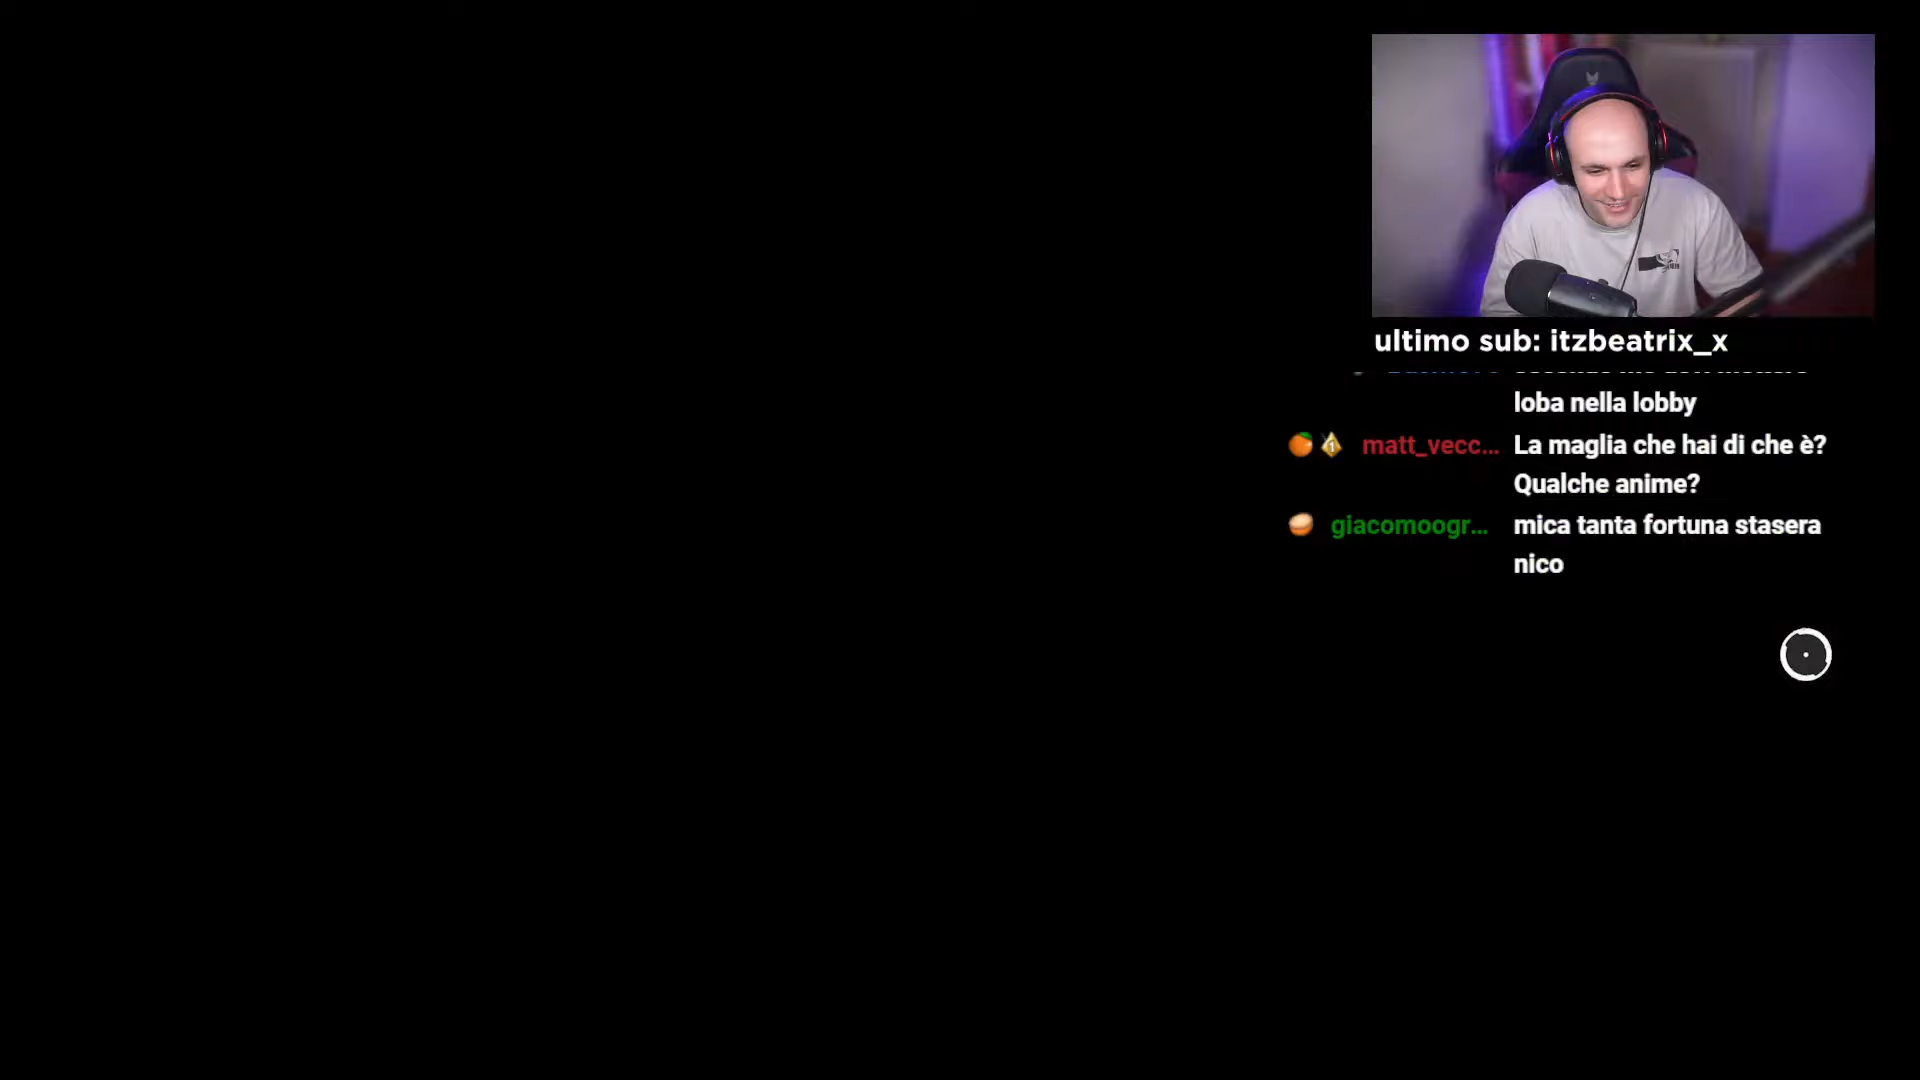 ultimo sub: itzbeatrix_x
loba nella lobby
matt_vecc... La maglia che hai di che è?
Qualche anime?
giacomoogr... mica tanta fortuna stasera
nico